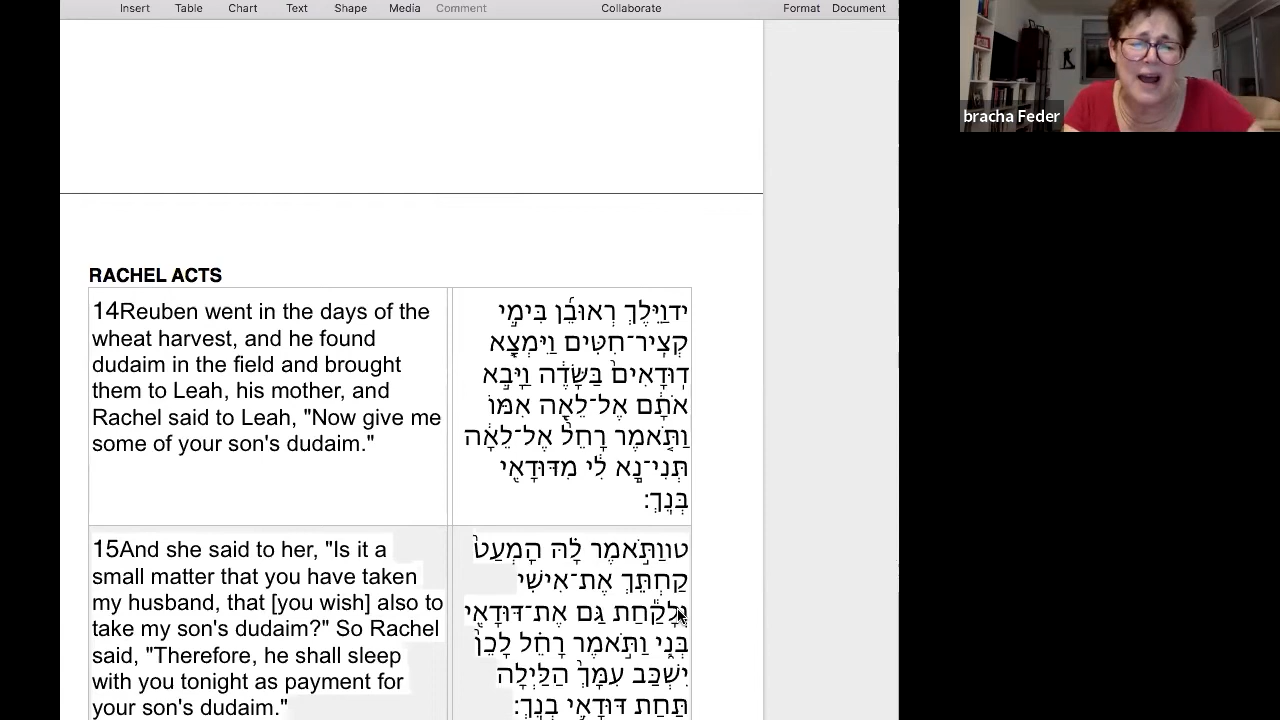 Insert Table Chart Text Shape Media Comment Collaborate Format Document
bracha Feder
RACHEL ACTS
14Reuben went in the days of the
wheat harvest, and he found
dudaim in the field and brought
them to Leah, his mother, and
Rachel said to Leah, "Now give me
some of your son's dudaim."
ידוַיֵּ֨לֶךְ רְאוּבֵ֜ן בִּימֵ֣י
קְצִיר־חִטִּ֗ים וַיִּמְצָ֤א
דֽוּדָאִים֙ בַּשָּׂדֶ֔ה וַיָּבֵ֣א
אֹתָ֔ם אֶל־לֵאָ֖ה אִמּ֑וֹ
וַתֹּ֤אמֶר רָחֵל֙ אֶל־לֵאָ֔ה
תְּנִי־נָ֣א לִ֔י מִדּוּדָאֵ֖י
בְּנֵֽךְ:
15And she said to her, "Is it a
small matter that you have taken
my husband, that [you wish] also to
take my son's dudaim?" So Rachel
said, "Therefore, he shall sleep
with you tonight as payment for
your son's dudaim."
טווַתֹּ֣אמֶר לָ֗הּ הַמְעַט֙
קַחְתֵּ֣ךְ אֶת־אִישִׁ֔י
וְלָקַ֕חַת גַּ֥ם אֶת־דּוּדָאֵ֖י
בְּנִ֑י וַתֹּ֣אמֶר רָחֵ֗ל לָכֵן֙
יִשְׁכַּ֤ב עִמָּךְ֙ הַלַּ֔יְלָה
תַּ֖חַת דּוּדָאֵ֥י בְנֵֽךְ: